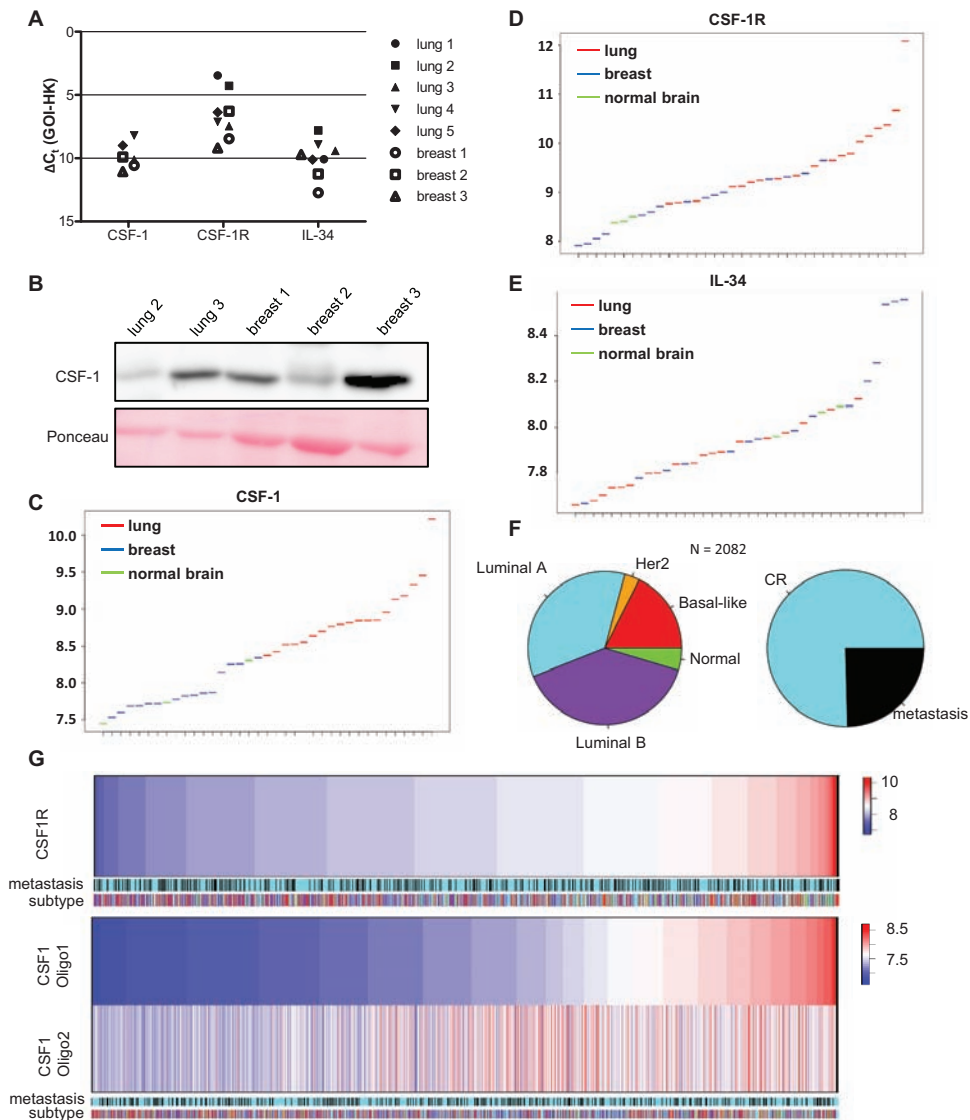 A
0
5
10
15
ΔCt (GOI-HK)
CSF-1
CSF-1R
IL-34
lung 1
lung 2
lung 3
lung 4
lung 5
breast 1
breast 2
breast 3
B
lung 2
lung 3
breast 1
breast 2
breast 3
CSF-1
Ponceau
C
CSF-1
lung
breast
normal brain
10.0
9.5
9.0
8.5
8.0
7.5
D
CSF-1R
lung
breast
normal brain
12
11
10
9
8
E
IL-34
lung
breast
normal brain
8.4
8.2
8.0
7.8
F
N = 2082
Luminal A
Her2
Basal-like
Normal
Luminal B
CR
metastasis
G
CSF1R
metastasis
subtype
10
8
CSF1
Oligo1
CSF1
Oligo2
metastasis
subtype
8.5
7.5